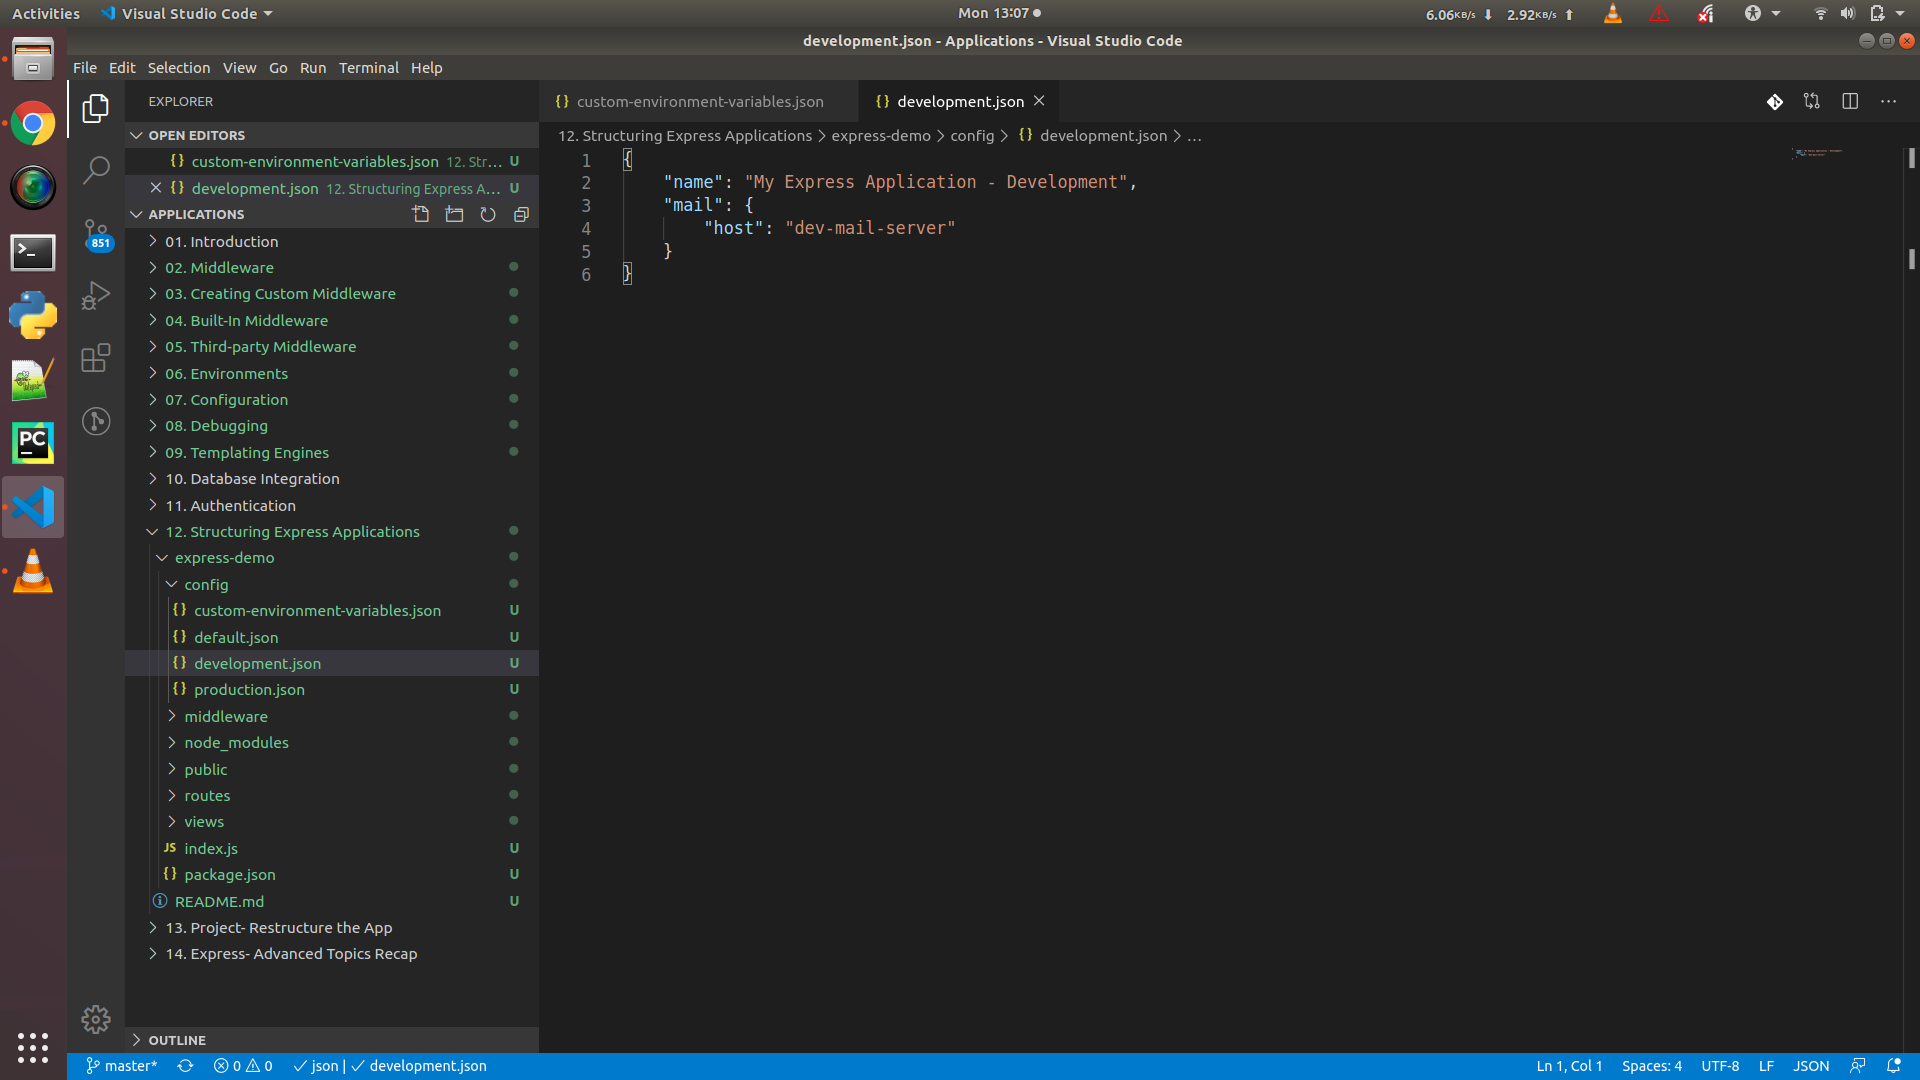 Activities
Visual Studio Code
Mon 13:07
6.06KB/s
2.92KB/s
development.json - Applications - Visual Studio Code
File Edit Selection View Go Run Terminal Help
EXPLORER
OPEN EDITORS
custom-environment-variables.json 12. Str... U
development.json 12. Structuring Express A... U
APPLICATIONS
851
01. Introduction
02. Middleware
03. Creating Custom Middleware
04. Built-In Middleware
05. Third-party Middleware
06. Environments
07. Configuration
08. Debugging
09. Templating Engines
10. Database Integration
11. Authentication
12. Structuring Express Applications
express-demo
config
{} custom-environment-variables.json U
{} default.json U
{} development.json U
{} production.json U
middleware
node_modules
public
routes
views
JS index.js U
{} package.json U
README.md U
13. Project- Restructure the App
14. Express- Advanced Topics Recap
OUTLINE
{} custom-environment-variables.json
{} development.json
12. Structuring Express Applications > express-demo > config > {} development.json > ...
1 {
2 "name": "My Express Application - Development",
3 "mail": {
4 "host": "dev-mail-server"
5 }
6 }
PC
master*
0 0
json | development.json
Ln 1, Col 1
Spaces: 4
UTF-8
LF
JSON